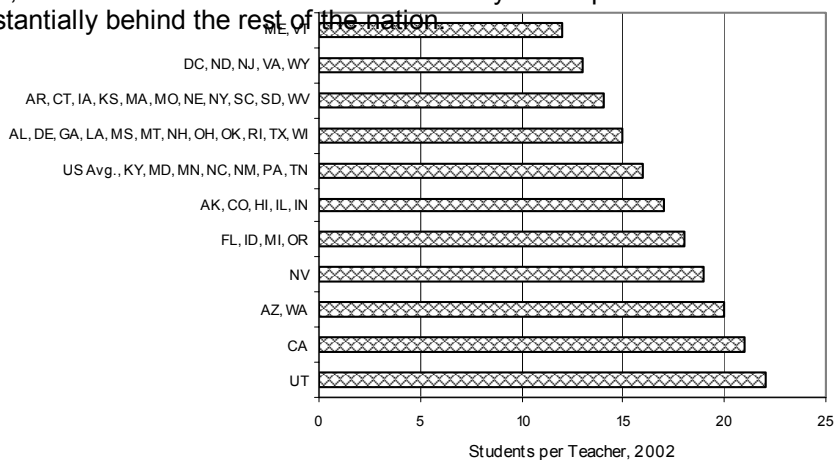 stantially behind the rest of the nation.
ME, VT
DC, ND, NJ, VA, WY
AR, CT, IA, KS, MA, MO, NE, NY, SC, SD, WV
AL, DE, GA, LA, MS, MT, NH, OH, OK, RI, TX, WI
US Avg., KY, MD, MN, NC, NM, PA, TN
AK, CO, HI, IL, IN
FL, ID, MI, OR
NV
AZ, WA
CA
UT
0 5 10 15 20 25
Students per Teacher, 2002